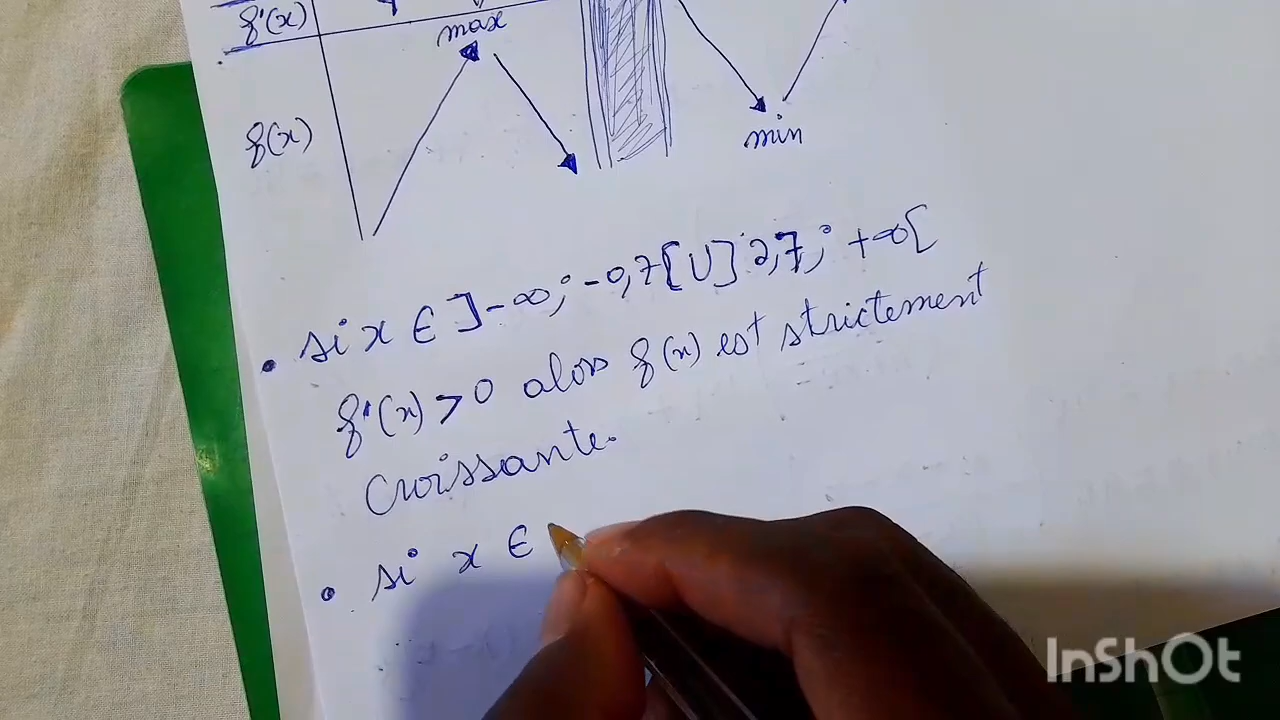 f'(x)
max
f(x)
min
• si x ∈ ]-∞; -0,7[ U ] 2,7; +∞[
f'(x) > 0 alors f(x) est strictement
croissante.
• si x ∈
InShOt